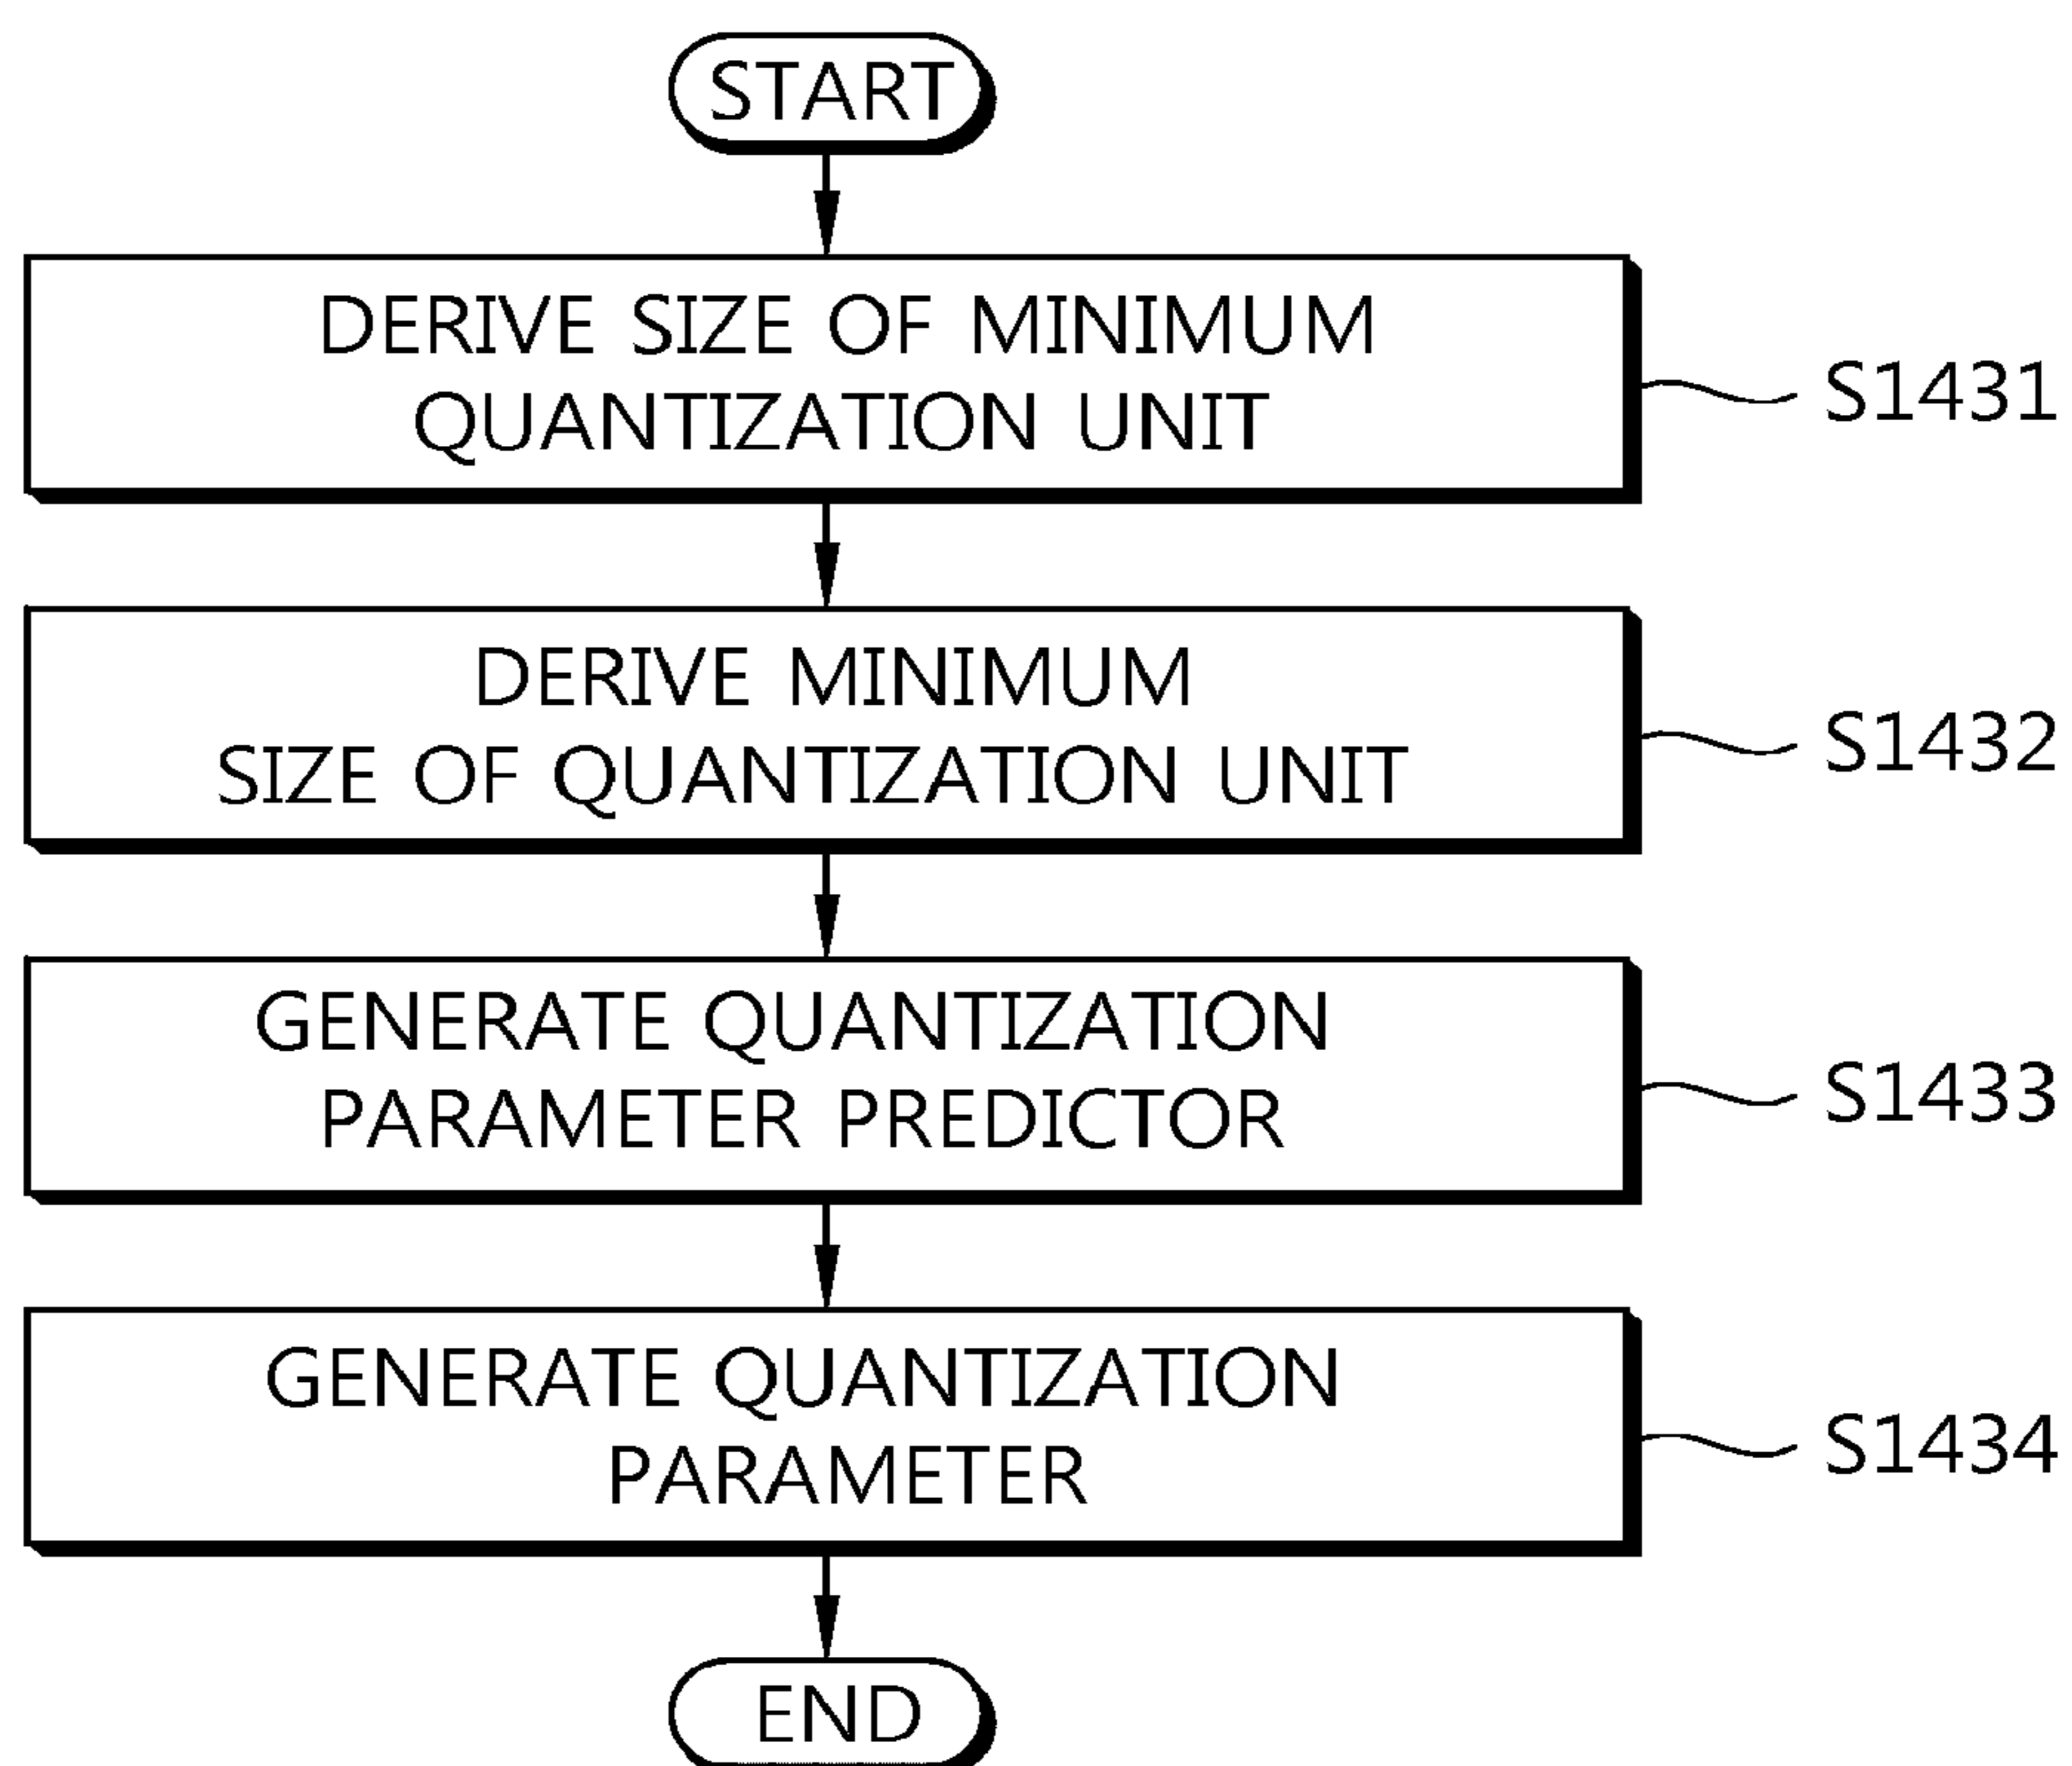 START
DERIVE SIZE OF MINIMUM
QUANTIZATION UNIT
S1431
DERIVE MINIMUM
SIZE OF QUANTIZATION UNIT
S1432
GENERATE QUANTIZATION
PARAMETER PREDICTOR
S1433
GENERATE QUANTIZATION
PARAMETER
S1434
END